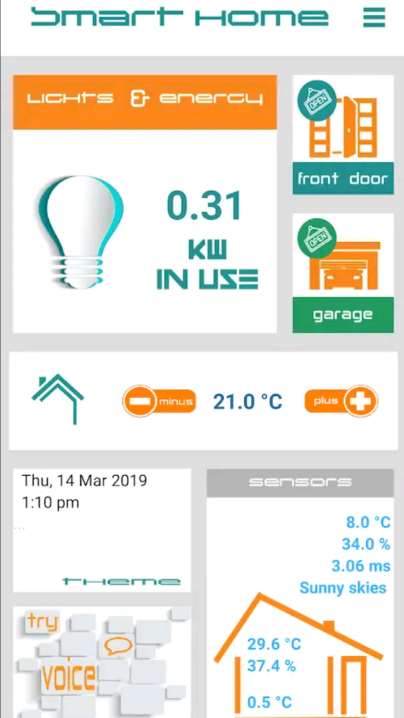 Smart Home
LIGHTS & ENERGY
OPEN
front door
0.31
KW
IN USE
OPEN
garage
minus
21.0 °C
plus
Thu, 14 Mar 2019
1:10 pm
...
THEME
sensors
8.0 °C
34.0 %
3.06 ms
Sunny skies
try
voice
29.6 °C
37.4 %
0.5 °C